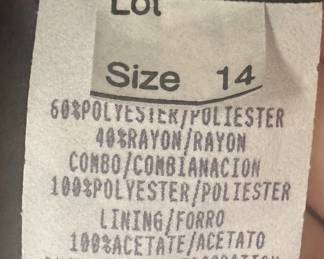 Lot
Size 14
60%POLYESTER/POLIESTER
40%RAYON/RAYON
COMBO/COMBIANACION
100%POLYESTER/POLIESTER
LINING/FORRO
100%ACETATE/ACETATO